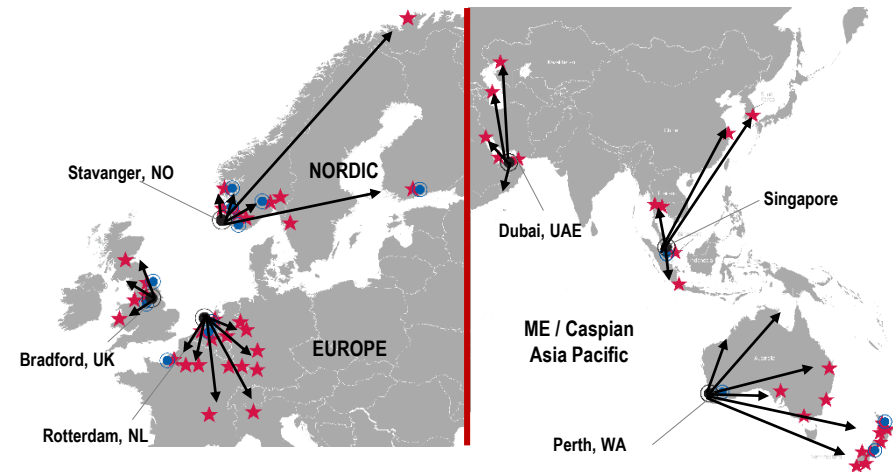 Stavanger, NO
NORDIC
Singapore
Dubai, UAE
ME / Caspian
Asia Pacific
EUROPE
Bradford, UK
Rotterdam, NL
Perth, WA